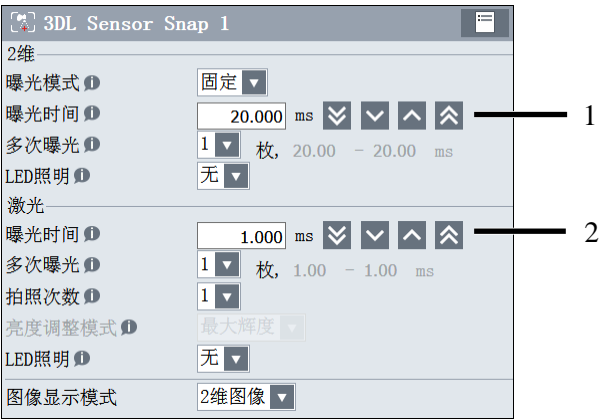 3DL Sensor Snap 1
2维
曝光模式 固定
曝光时间 20.000 ms 1
多次曝光 1 枚, 20.00 - 20.00 ms
LED照明 无
激光
曝光时间 1.000 ms 2
多次曝光 1 枚, 1.00 - 1.00 ms
拍照次数 1
亮度调整模式 最大辉度
LED照明 无
图像显示模式 2维图像